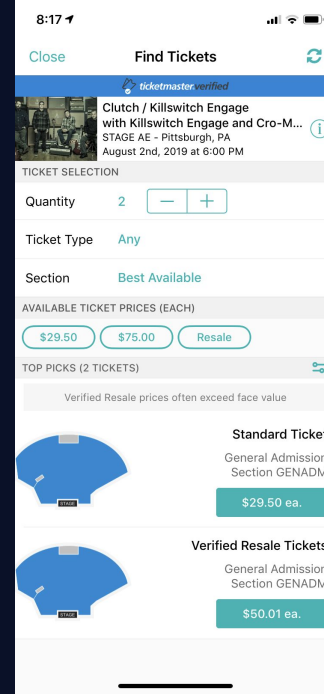 8:17
Close
Find Tickets
ticketmaster verified
Clutch / Killswitch Engage
with Killswitch Engage and Cro-M...
STAGE AE - Pittsburgh, PA
August 2nd, 2019 at 6:00 PM
TICKET SELECTION
Quantity 2 — +
Ticket Type Any
Section Best Available
AVAILABLE TICKET PRICES (EACH)
$29.50 $75.00 Resale
TOP PICKS (2 TICKETS)
Verified Resale prices often exceed face value
Standard Ticket
General Admission
Section GENADM
STAGE
$29.50 ea.
Verified Resale Tickets
General Admission
Section GENADM
STAGE
$50.01 ea.